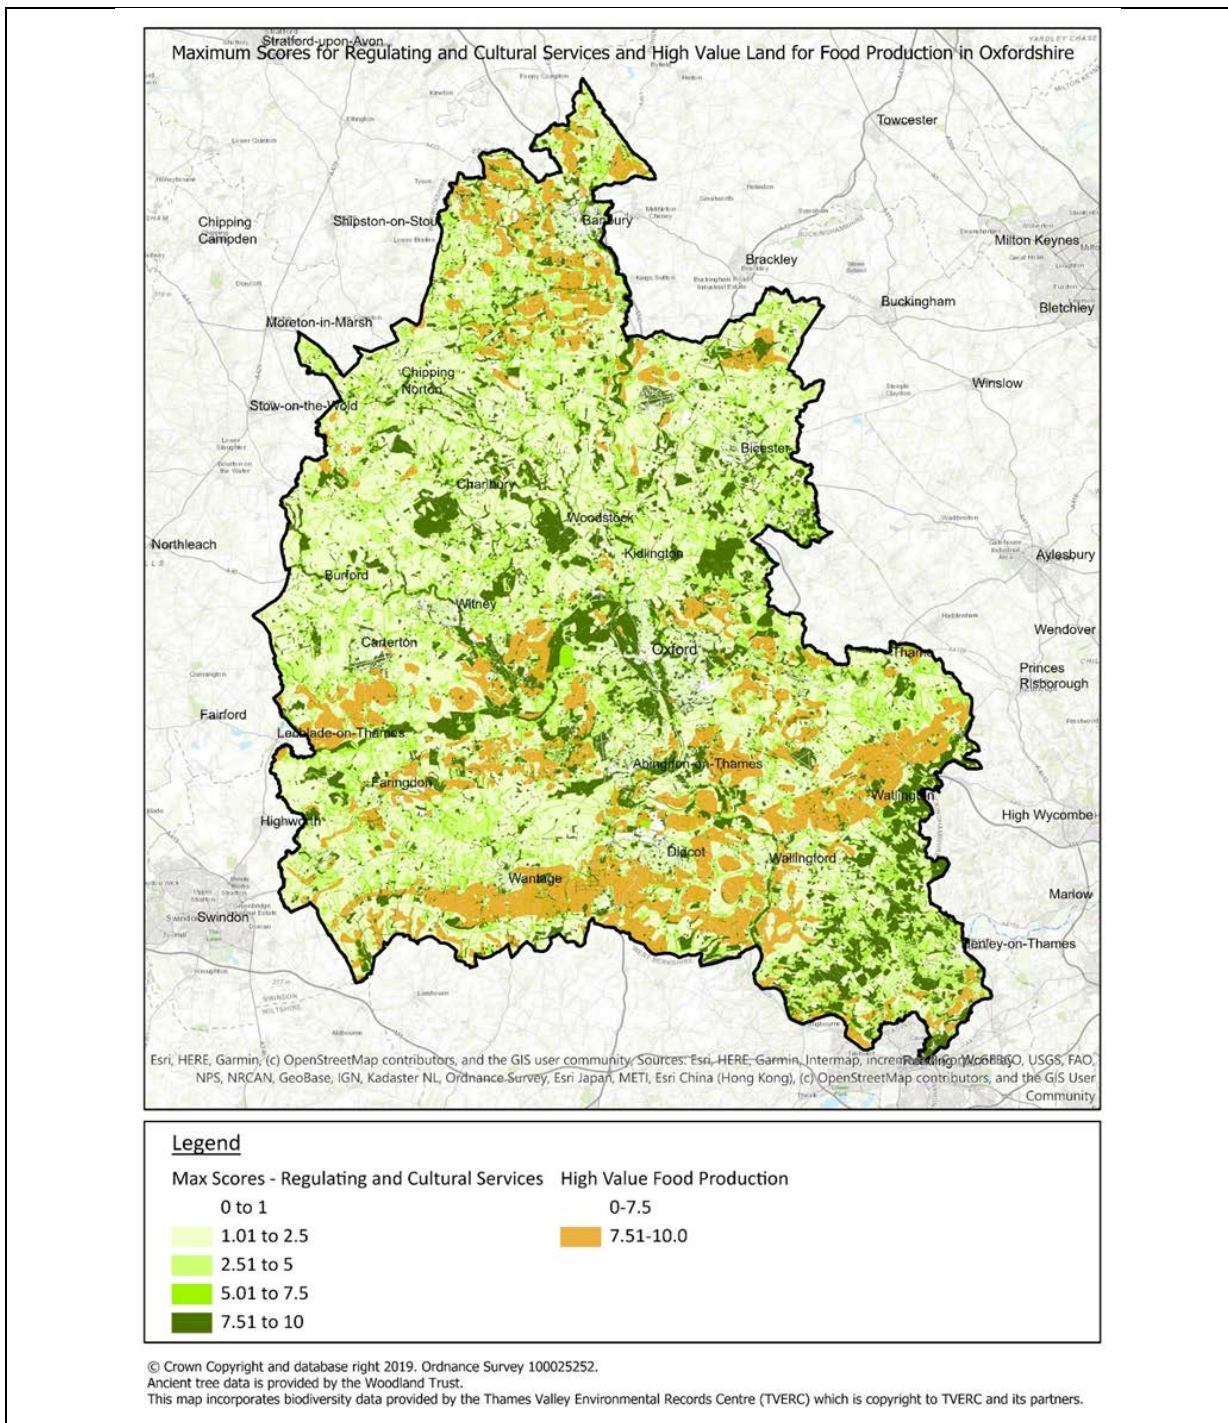 Stratford-upon-Avon
Maximum Scores for Regulating and Cultural Services and High Value Land for Food Production in Oxfordshire
YARDLEY CHASE
Towcester
Chipping
Campden
Shipston-on-Stou
Banbury
Milton Keynes
Brackley
Brackley
Buckingham
Bletchley
Moreton-in-Marsh
Chipping
Norton
Winslow
Stow-on-the-Wold
Bicester
Charlbury
Woodstock
Northleach
Kidlington
Aylesbury
Burford
Witney
Wendover
Carterton
Oxford
Thame
Princes
Risborough
Fairford
Lechlade-on-Thames
Abingdon-on-Thames
Faringdon
Watlington
Highworth
High Wycombe
Didcot
Wallingford
Wantage
Marlow
Swindon
Henley-on-Thames
SWINDON
WILTSHIRE
Esri, HERE, Garmin, (c) OpenStreetMap contributors, and the GIS user community, Sources: Esri, HERE, Garmin, Intermap, GEBCO, USGS, FAO,
NPS, NRCAN, GeoBase, IGN, Kadaster NL, Ordnance Survey, Esri Japan, METI, Esri China (Hong Kong), (c) OpenStreetMap contributors, and the GIS User
Community
Legend
Max Scores - Regulating and Cultural Services High Value Food Production
0 to 1 0-7.5
1.01 to 2.5 7.51-10.0
2.51 to 5
5.01 to 7.5
7.51 to 10
© Crown Copyright and database right 2019. Ordnance Survey 100025252.
Ancient tree data is provided by the Woodland Trust.
This map incorporates biodiversity data provided by the Thames Valley Environmental Records Centre (TVERC) which is copyright to TVERC and its partners.